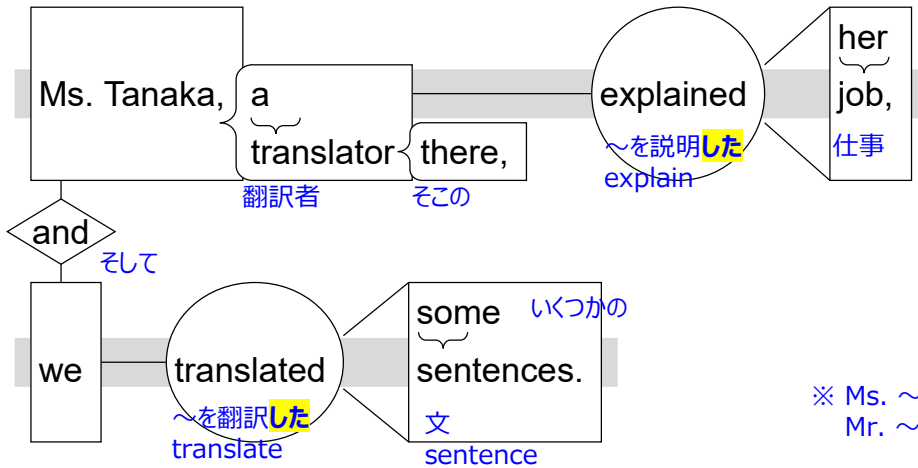 her
Ms. Tanaka, a explained job,
translator there,
～を説明した 仕事
explain
翻訳者 そこの
and
そして
some いくつかの
we translated sentences.
～を翻訳した 文
translate sentence
※ Ms. ～
Mr. ～